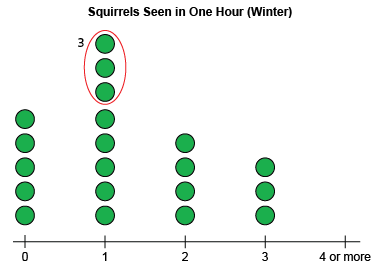 Squirrels Seen in One Hour (Winter)
3
0 1 2 3 4 or more